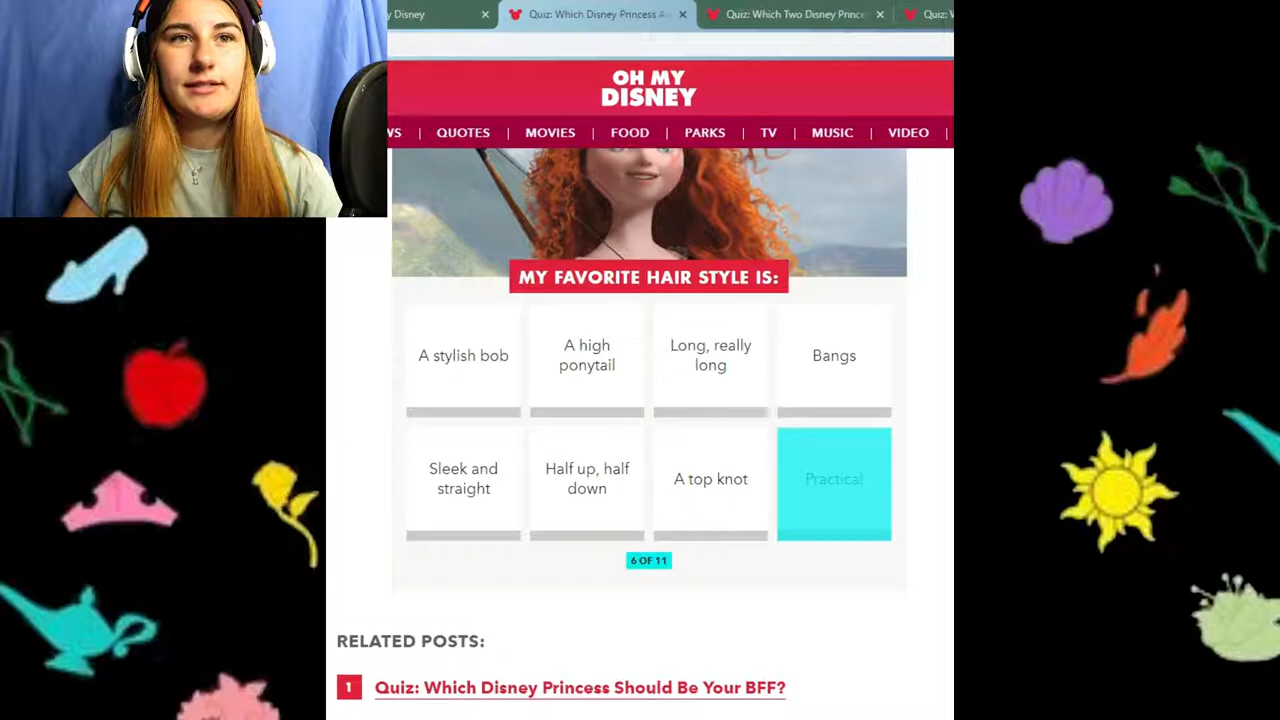 y Disney
Quiz: Which Disney Princess A
Quiz: Which Two Disney Prince
Quiz: V
OH MY
DISNEY
WS | QUOTES | MOVIES | FOOD | PARKS | TV | MUSIC | VIDEO |
MY FAVORITE HAIR STYLE IS:
A stylish bob
A high
ponytail
Long, really
long
Bangs
Sleek and
straight
Half up, half
down
A top knot
Practical
6 OF 11
RELATED POSTS:
1 Quiz: Which Disney Princess Should Be Your BFF?